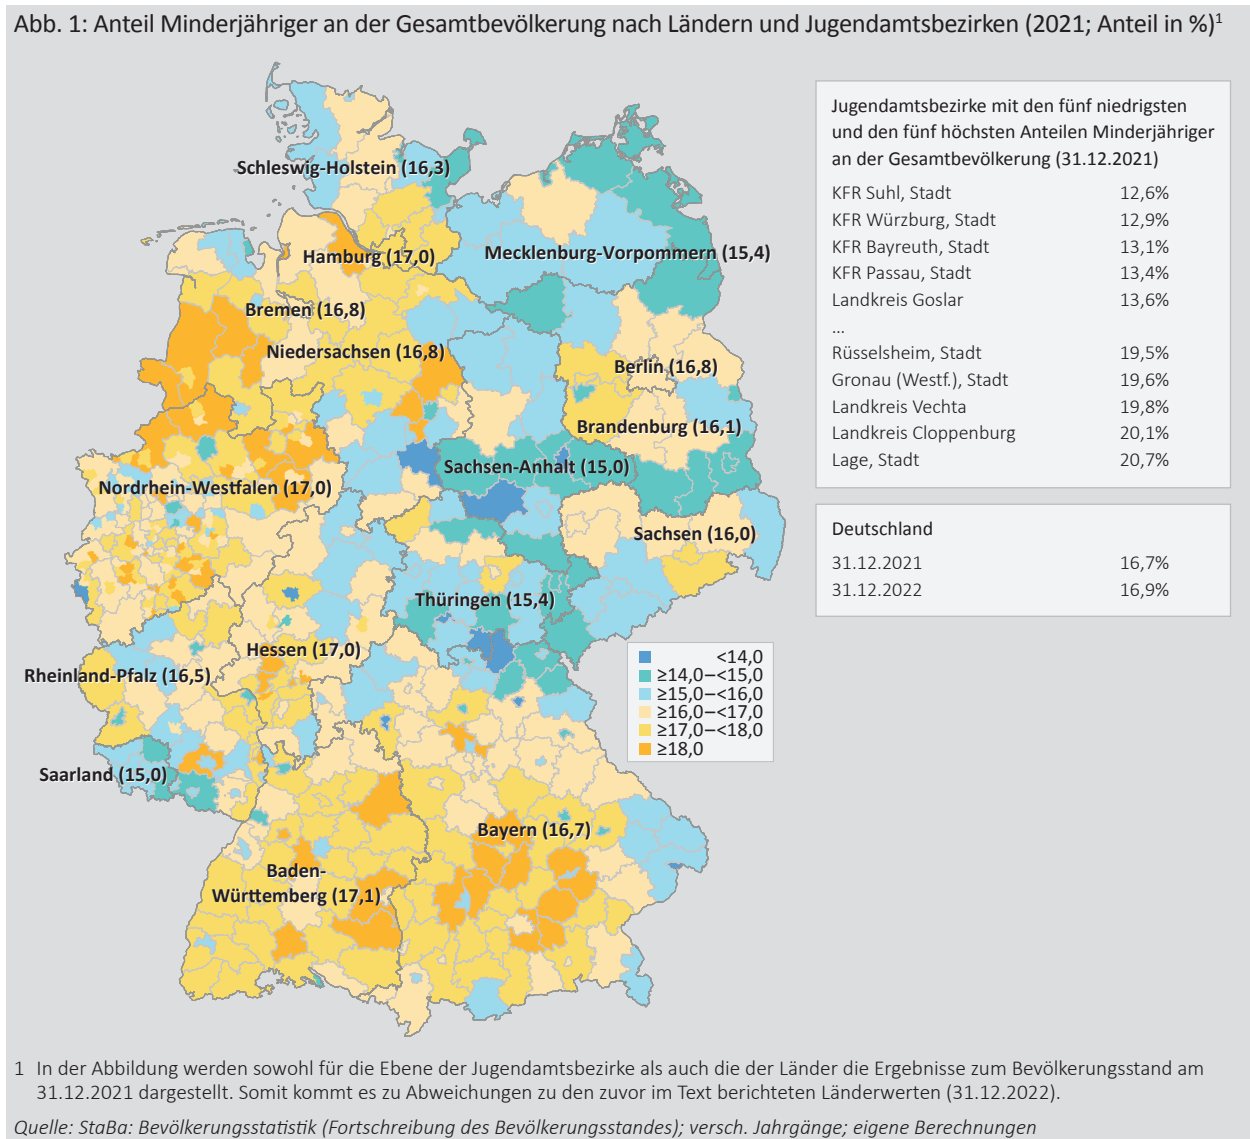 Abb. 1: Anteil Minderjähriger an der Gesamtbevölkerung nach Ländern und Jugendamtsbezirken (2021; Anteil in %)¹
Schleswig-Holstein (16,3)
Hamburg (17,0)
Mecklenburg-Vorpommern (15,4)
Bremen (16,8)
Niedersachsen (16,8)
Berlin (16,8)
Brandenburg (16,1)
Sachsen-Anhalt (15,0)
Nordrhein-Westfalen (17,0)
Sachsen (16,0)
Thüringen (15,4)
Hessen (17,0)
Rheinland-Pfalz (16,5)
Saarland (15,0)
Bayern (16,7)
Baden-
Württemberg (17,1)
<14,0
≥14,0–<15,0
≥15,0–<16,0
≥16,0–<17,0
≥17,0–<18,0
≥18,0
Jugendamtsbezirke mit den fünf niedrigsten
und den fünf höchsten Anteilen Minderjähriger
an der Gesamtbevölkerung (31.12.2021)
KFR Suhl, Stadt 12,6%
KFR Würzburg, Stadt 12,9%
KFR Bayreuth, Stadt 13,1%
KFR Passau, Stadt 13,4%
Landkreis Goslar 13,6%
...
Rüsselsheim, Stadt 19,5%
Gronau (Westf.), Stadt 19,6%
Landkreis Vechta 19,8%
Landkreis Cloppenburg 20,1%
Lage, Stadt 20,7%
Deutschland
31.12.2021 16,7%
31.12.2022 16,9%
1 In der Abbildung werden sowohl für die Ebene der Jugendamtsbezirke als auch die der Länder die Ergebnisse zum Bevölkerungsstand am
31.12.2021 dargestellt. Somit kommt es zu Abweichungen zu den zuvor im Text berichteten Länderwerten (31.12.2022).
Quelle: StaBa: Bevölkerungsstatistik (Fortschreibung des Bevölkerungsstandes); versch. Jahrgänge; eigene Berechnungen